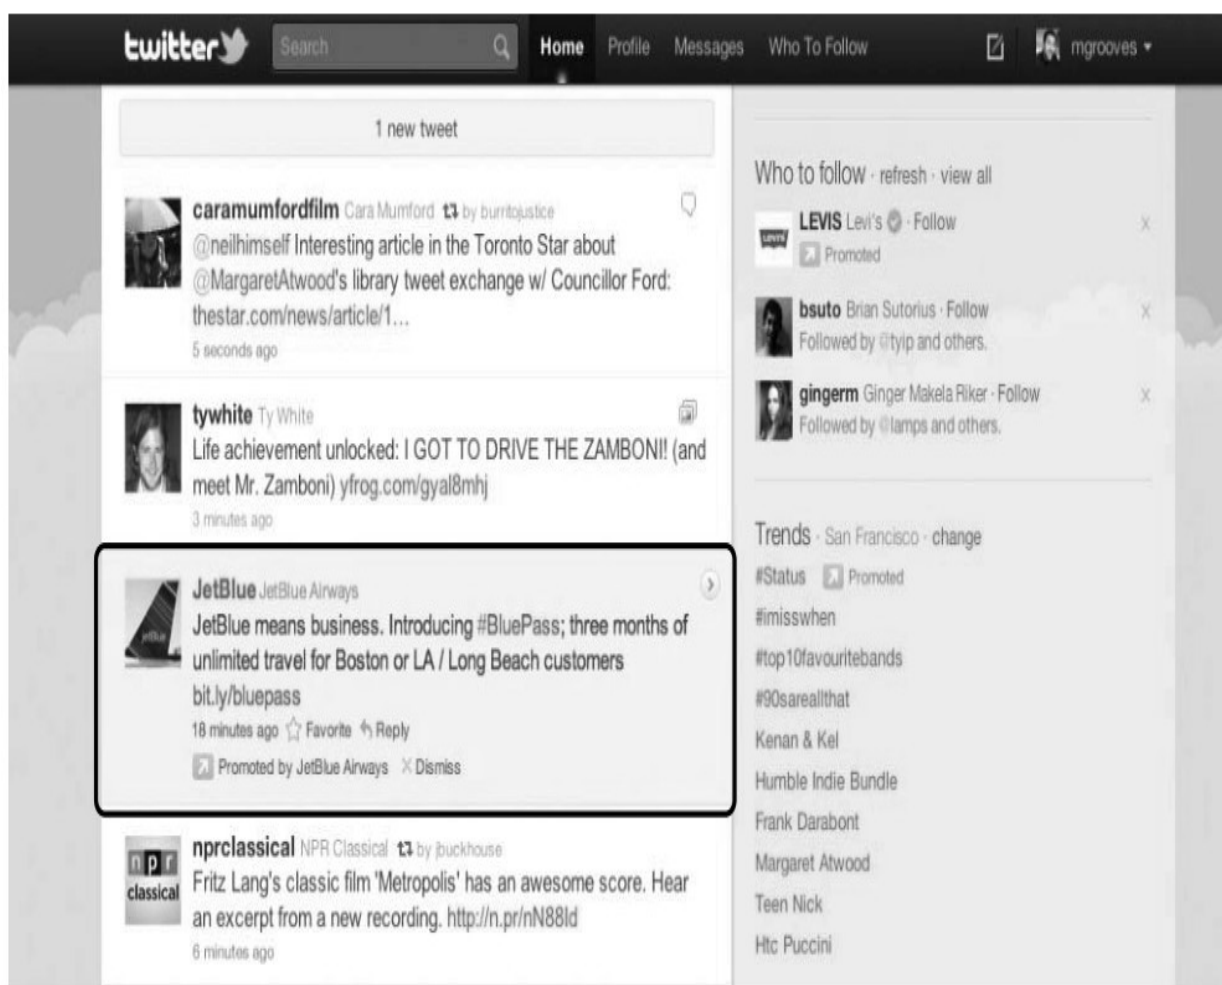 twitter Search Home Profile Messages Who To Follow mgrooves
1 new tweet
caramumfordfilm Cara Mumford by burritojustice
@neilhimself Interesting article in the Toronto Star about
@MargaretAtwood's library tweet exchange w/ Councillor Ford:
thestar.com/news/article/1...
5 seconds ago
tywhite Ty White
Life achievement unlocked: I GOT TO DRIVE THE ZAMBONI! (and
meet Mr. Zamboni) yfrog.com/gyal8mhj
3 minutes ago
jetBlue
JetBlue JetBlue Airways
JetBlue means business. Introducing #BluePass; three months of
unlimited travel for Boston or LA / Long Beach customers
bit.ly/bluepass
18 minutes ago Favorite Reply
Promoted by JetBlue Airways × Dismiss
npr
classical
nprclassical NPR Classical by jbuckhouse
Fritz Lang's classic film 'Metropolis' has an awesome score. Hear
an excerpt from a new recording. http://n.pr/nN88ld
6 minutes ago
Who to follow · refresh · view all
LEVI'S
LEVIS Levi's · Follow ×
Promoted
bsuto Brian Sutorius · Follow ×
Followed by @tyip and others.
gingerm Ginger Makela Riker · Follow ×
Followed by @lamps and others.
Trends · San Francisco · change
#Status Promoted
#imisswhen
#top10favouritebands
#90sareallthat
Kenan & Kel
Humble Indie Bundle
Frank Darabont
Margaret Atwood
Teen Nick
Htc Puccini